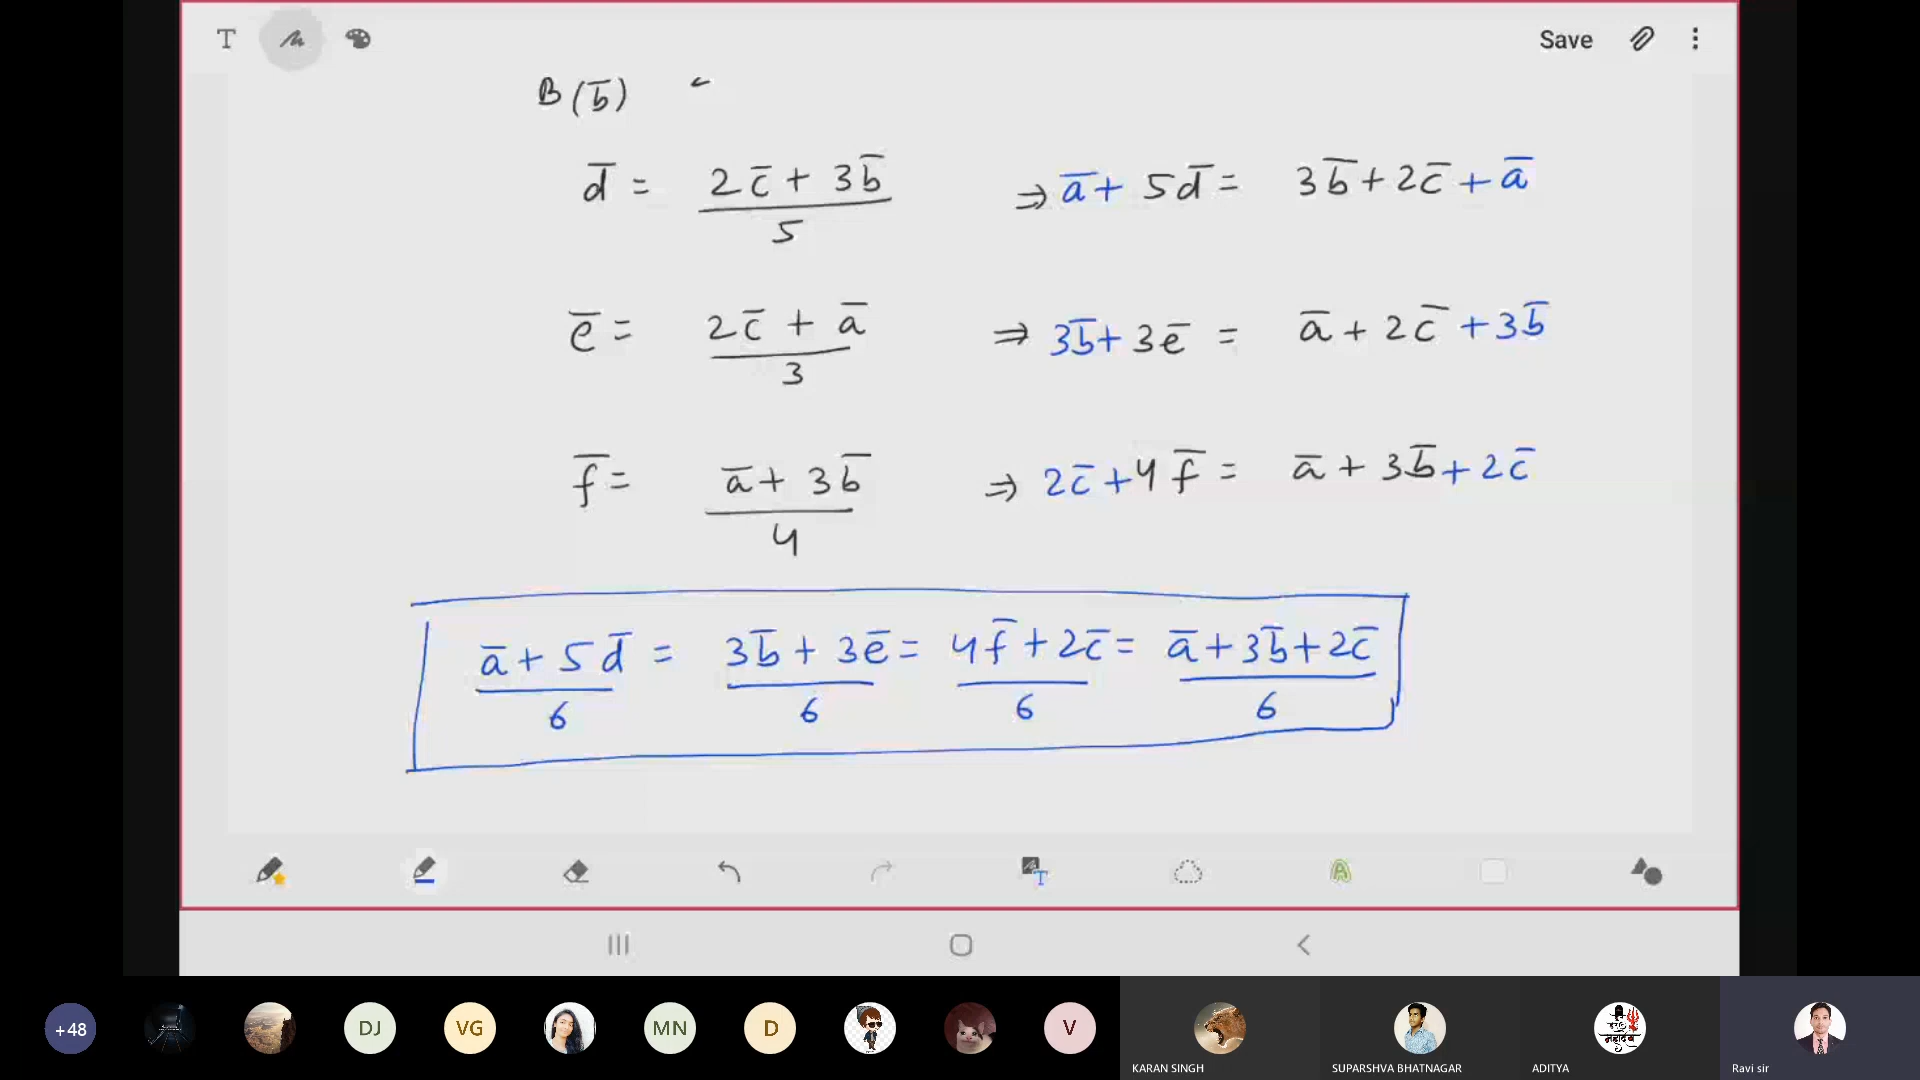 T Save
B (b̅)
d̅ = (2c̅ + 3b̅)/5 ⇒ a̅ + 5d̅ = 3b̅ + 2c̅ + a̅
e̅ = (2c̅ + a̅)/3 ⇒ 3b̅ + 3e̅ = a̅ + 2c̅ + 3b̅
f̅ = (a̅ + 3b̅)/4 ⇒ 2c̅ + 4f̅ = a̅ + 3b̅ + 2c̅
(a̅ + 5d̅)/6 = (3b̅ + 3e̅)/6 = (4f̅ + 2c̅)/6 = (a̅ + 3b̅ + 2c̅)/6
+48 DJ VG MN D V
KARAN SINGH SUPARSHVA BHATNAGAR ADITYA Ravi sir